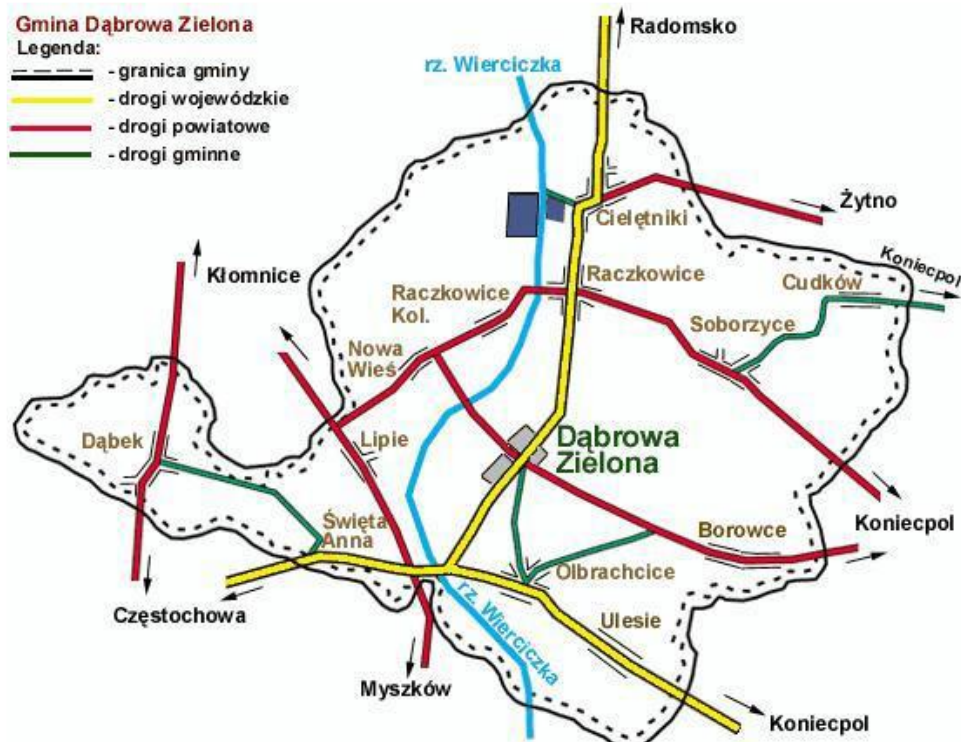 Gmina Dąbrowa Zielona
Legenda:
- granica gminy
- drogi wojewódzkie
- drogi powiatowe
- drogi gminne
Radomsko
rz. Wierciczka
Cielętniki
Żytno
Kłomnice
Raczkowice
Koniecpol
Cudków
Raczkowice
Kol.
Soborzyce
Nowa
Wieś
Dąbek
Lipie
Dąbrowa
Zielona
Święta
Anna
Borowce
Koniecpol
Olbrachcice
Częstochowa
rz. Wierciczka
Ulesie
Myszków
Koniecpol